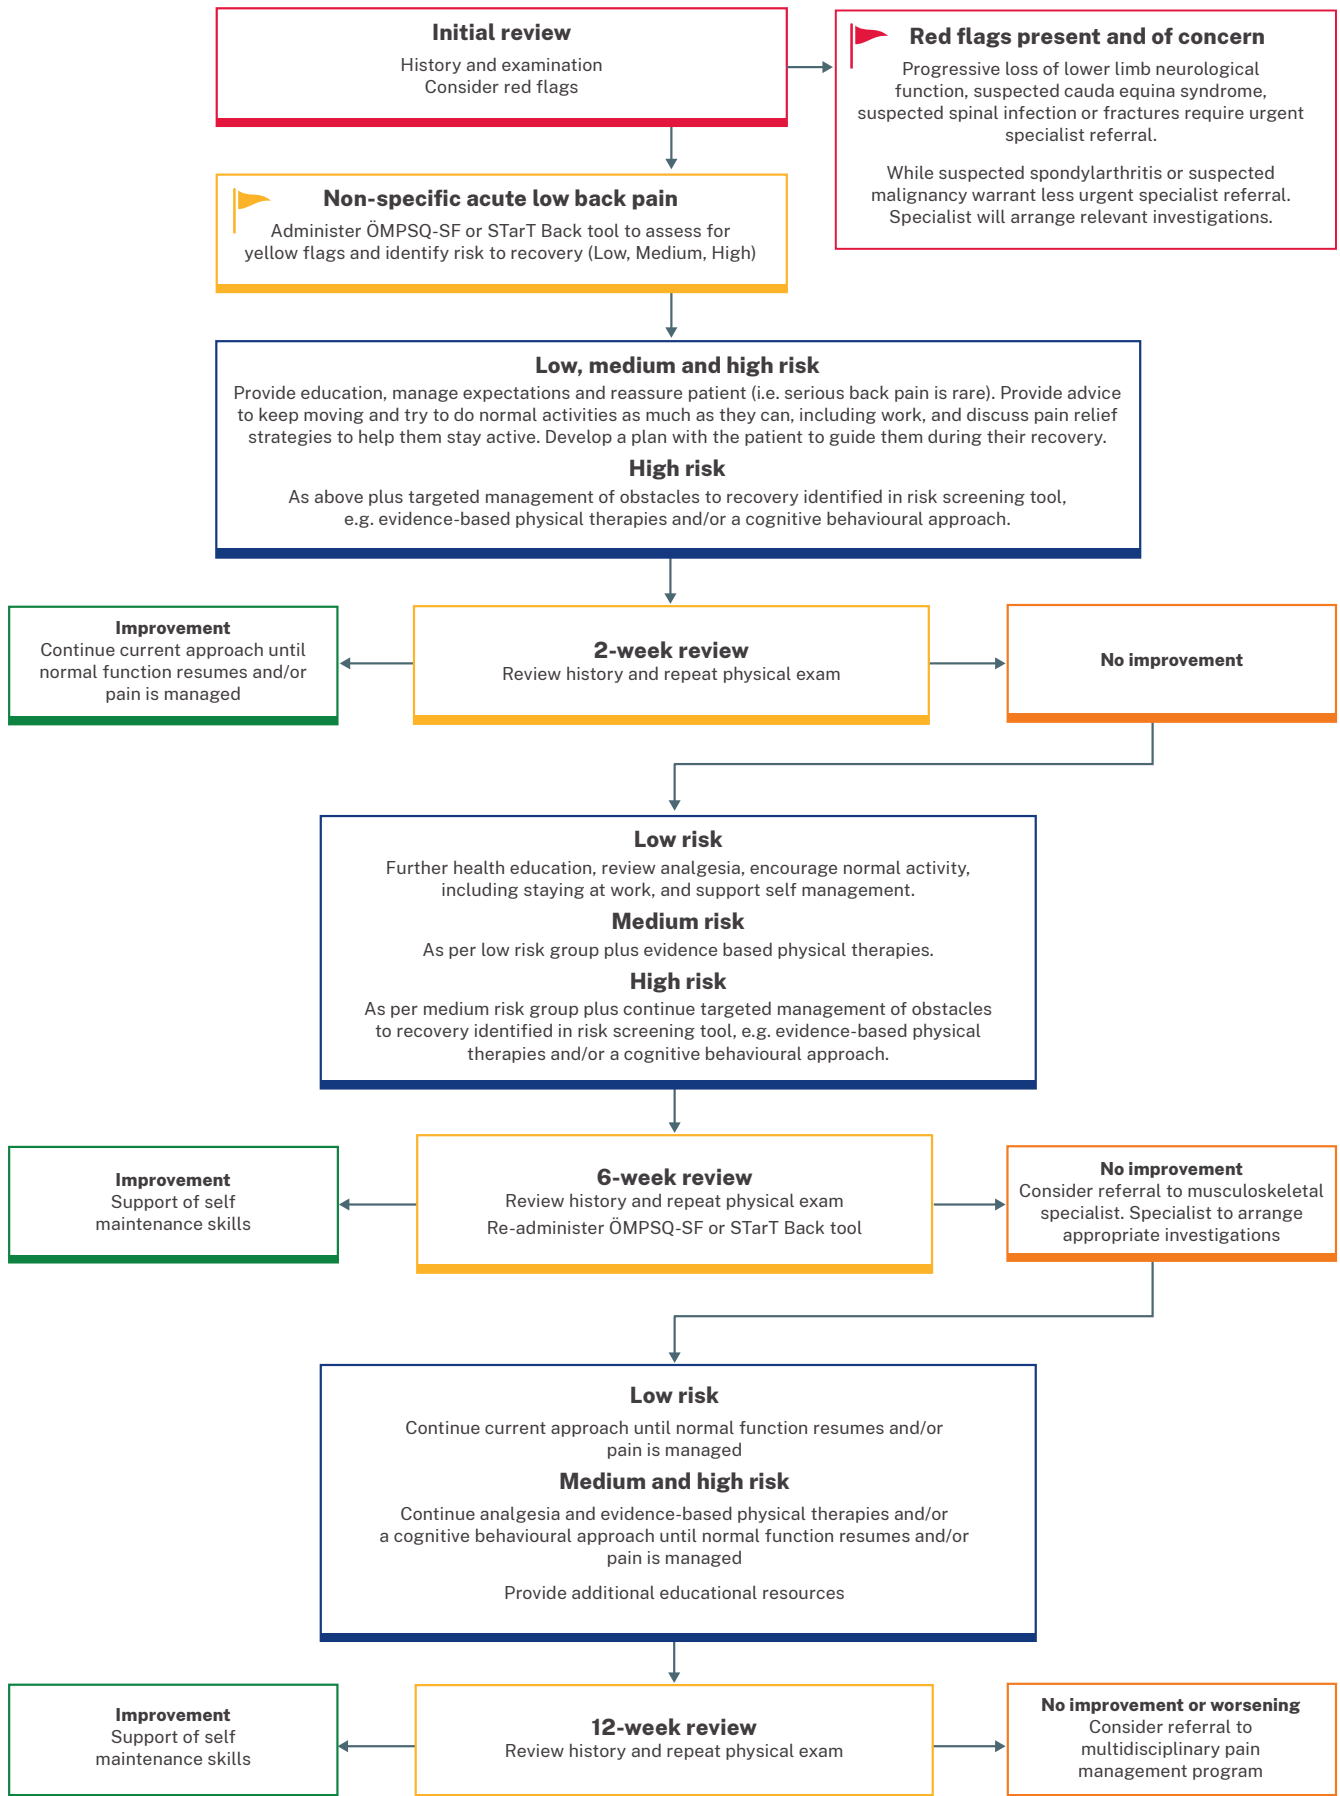 Initial review
History and examination
Consider red flags
Red flags present and of concern
Progressive loss of lower limb neurological
function, suspected cauda equina syndrome,
suspected spinal infection or fractures require urgent
specialist referral.
While suspected spondylarthritis or suspected
malignancy warrant less urgent specialist referral.
Specialist will arrange relevant investigations.
Non-specific acute low back pain
Administer ÖMPSQ-SF or STarT Back tool to assess for
yellow flags and identify risk to recovery (Low, Medium, High)
Low, medium and high risk
Provide education, manage expectations and reassure patient (i.e. serious back pain is rare). Provide advice
to keep moving and try to do normal activities as much as they can, including work, and discuss pain relief
strategies to help them stay active. Develop a plan with the patient to guide them during their recovery.
High risk
As above plus targeted management of obstacles to recovery identified in risk screening tool,
e.g. evidence-based physical therapies and/or a cognitive behavioural approach.
Improvement
Continue current approach until
normal function resumes and/or
pain is managed
2-week review
Review history and repeat physical exam
No improvement
Low risk
Further health education, review analgesia, encourage normal activity,
including staying at work, and support self management.
Medium risk
As per low risk group plus evidence based physical therapies.
High risk
As per medium risk group plus continue targeted management of obstacles
to recovery identified in risk screening tool, e.g. evidence-based physical
therapies and/or a cognitive behavioural approach.
Improvement
Support of self
maintenance skills
6-week review
Review history and repeat physical exam
Re-administer ÖMPSQ-SF or STarT Back tool
No improvement
Consider referral to musculoskeletal
specialist. Specialist to arrange
appropriate investigations
Low risk
Continue current approach until normal function resumes and/or
pain is managed
Medium and high risk
Continue analgesia and evidence-based physical therapies and/or
a cognitive behavioural approach until normal function resumes and/or
pain is managed
Provide additional educational resources
Improvement
Support of self
maintenance skills
12-week review
Review history and repeat physical exam
No improvement or worsening
Consider referral to
multidisciplinary pain
management program